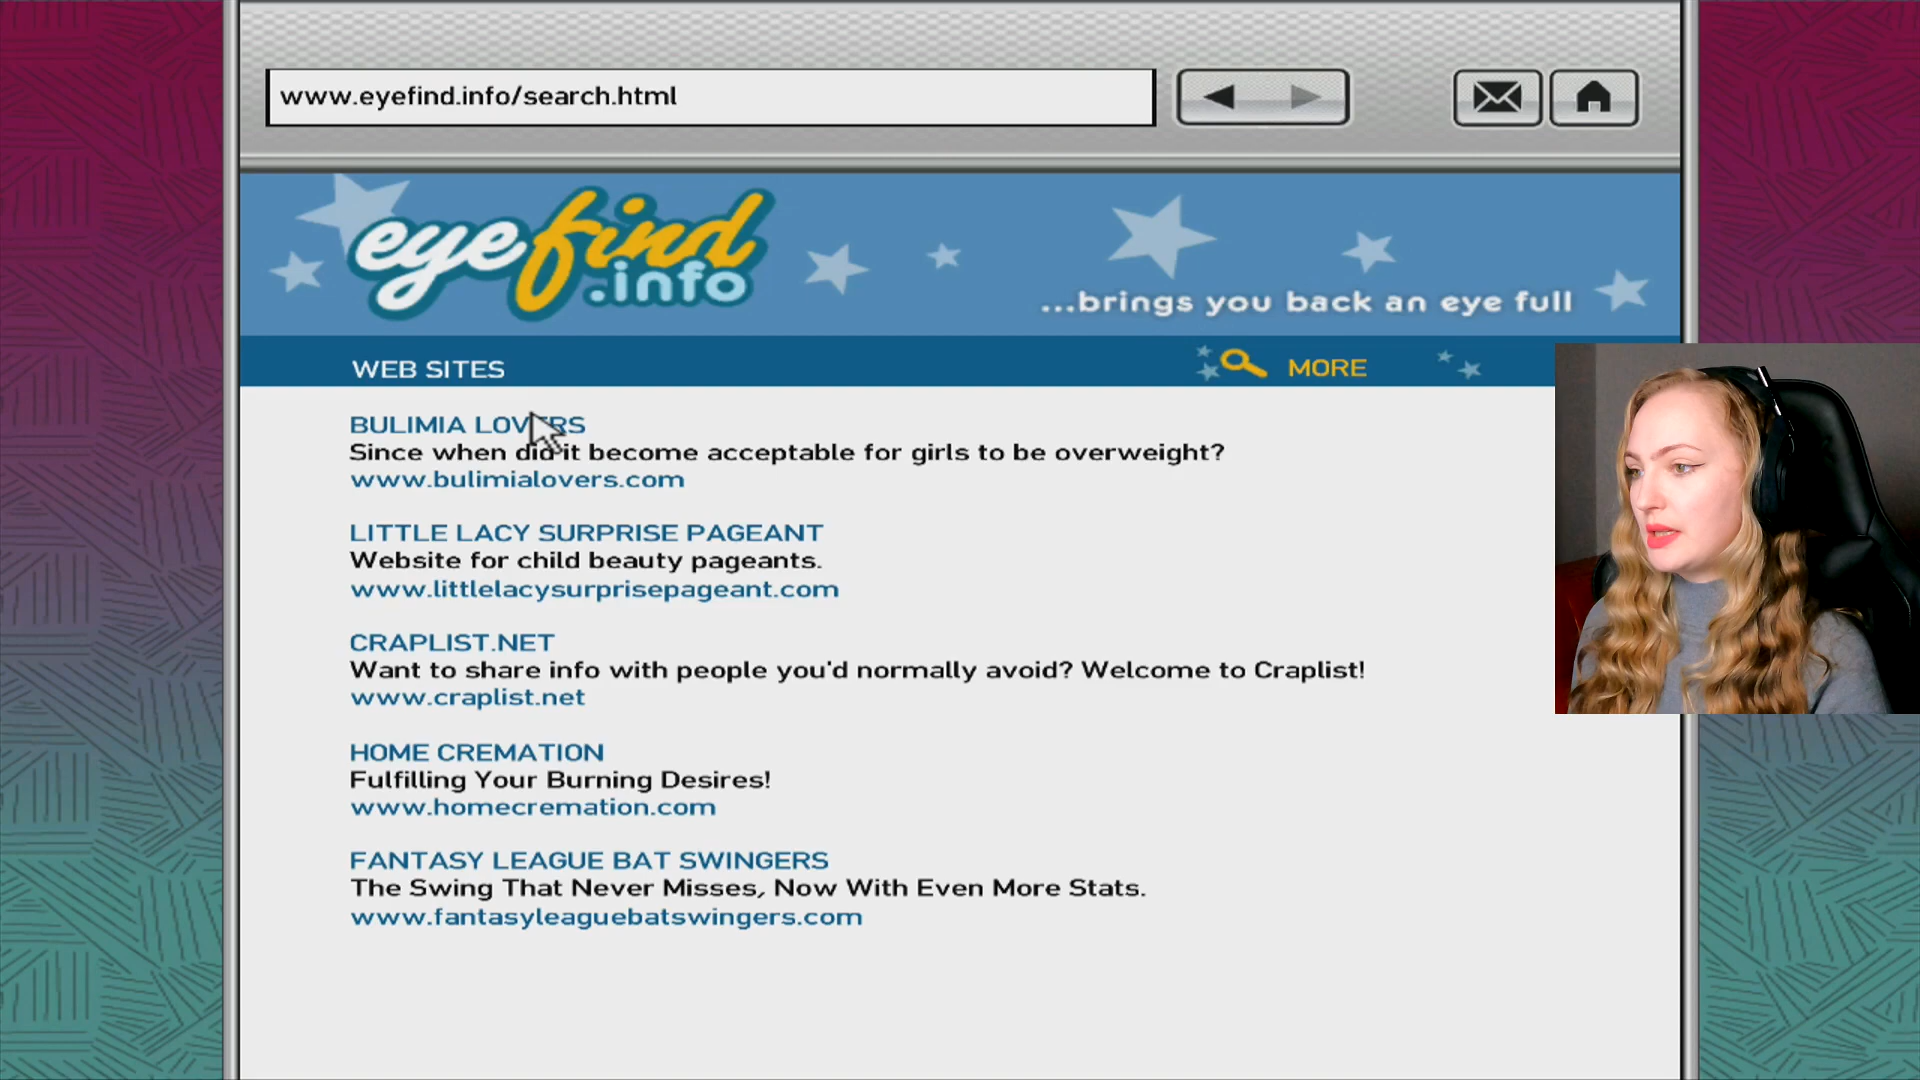 www.eyefind.info/search.html
eyefind
.info
...brings you back an eye full
WEB SITES
MORE
BULIMIA LOVERS
Since when did it become acceptable for girls to be overweight?
www.bulimialovers.com
LITTLE LACY SURPRISE PAGEANT
Website for child beauty pageants.
www.littlelacysurprisepageant.com
CRAPLIST.NET
Want to share info with people you'd normally avoid? Welcome to Craplist!
www.craplist.net
HOME CREMATION
Fulfilling Your Burning Desires!
www.homecremation.com
FANTASY LEAGUE BAT SWINGERS
The Swing That Never Misses, Now With Even More Stats.
www.fantasyleaguebatswingers.com